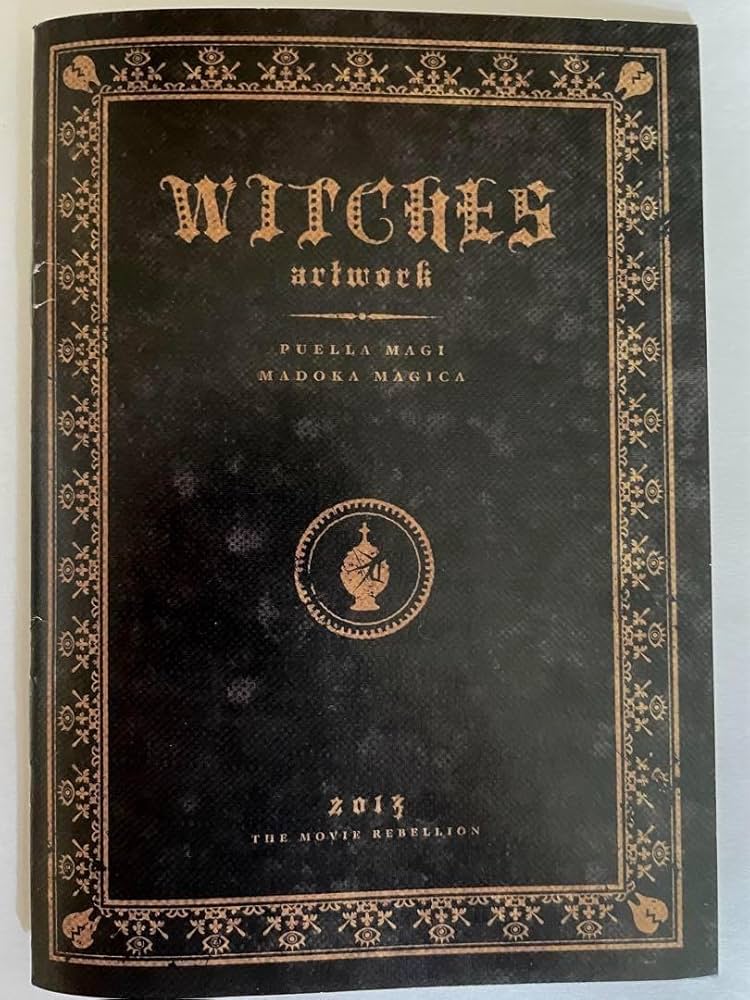 WITCHES
artwork
PUELLA MAGI
MADOKA MAGICA
2013
THE MOVIE REBELLION